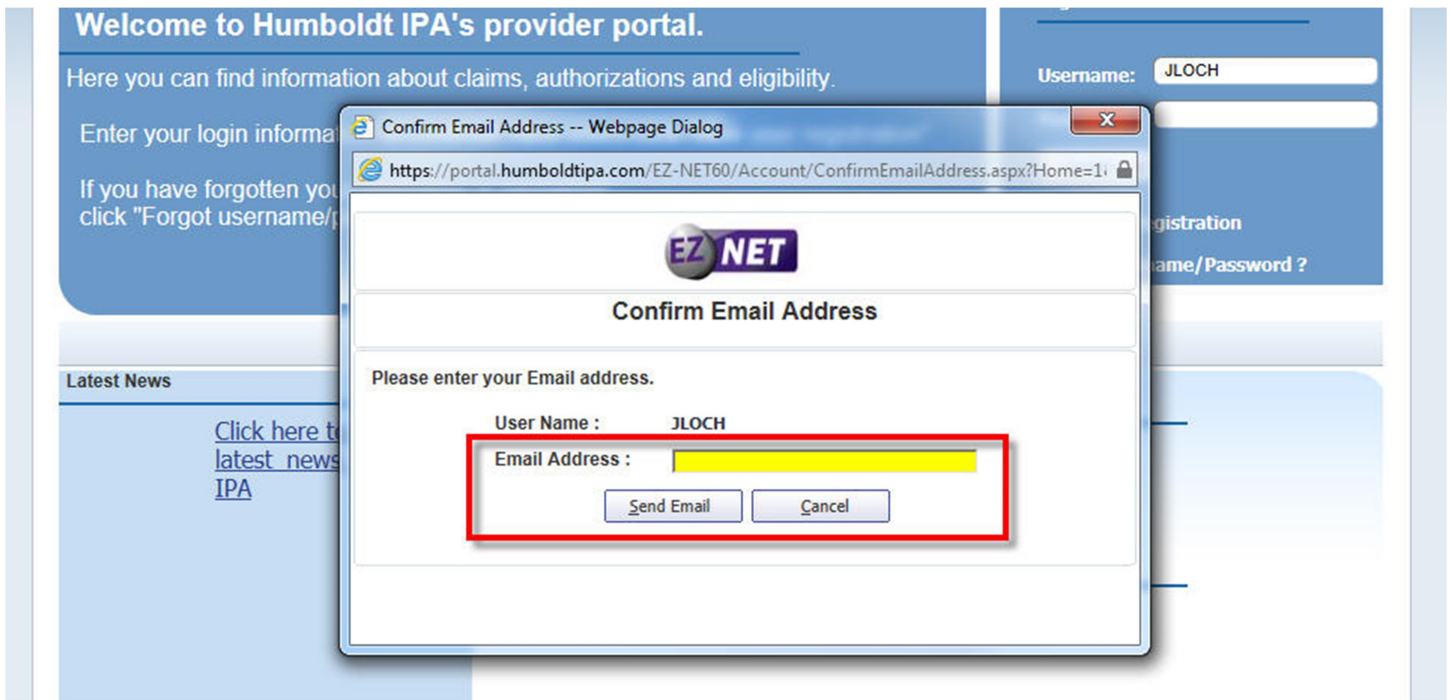 Welcome to Humboldt IPA's provider portal.
Here you can find information about claims, authorizations and eligibility.
Enter your login informa
If you have forgotten you
click "Forgot username/p
Username:
JLOCH
gistration
ame/Password ?
Confirm Email Address -- Webpage Dialog
x
https://portal.humboldtipa.com/EZ-NET60/Account/ConfirmEmailAddress.aspx?Home=1
EZ NET
Confirm Email Address
Please enter your Email address.
User Name : JLOCH
Email Address :
Send Email Cancel
Latest News
Click here t
latest news
IPA